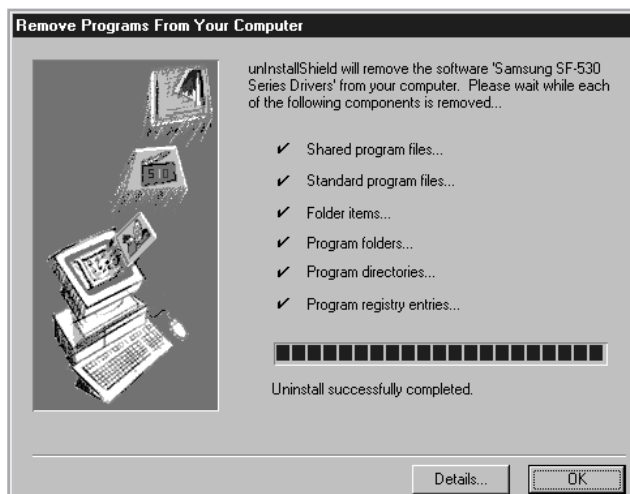 Remove Programs From Your Computer
unInstallShield will remove the software 'Samsung SF-530
Series Drivers' from your computer.  Please wait while each
of the following components is removed...
✔ Shared program files...
✔ Standard program files...
✔ Folder items...
✔ Program folders...
✔ Program directories...
✔ Program registry entries...
Uninstall successfully completed.
Details... OK